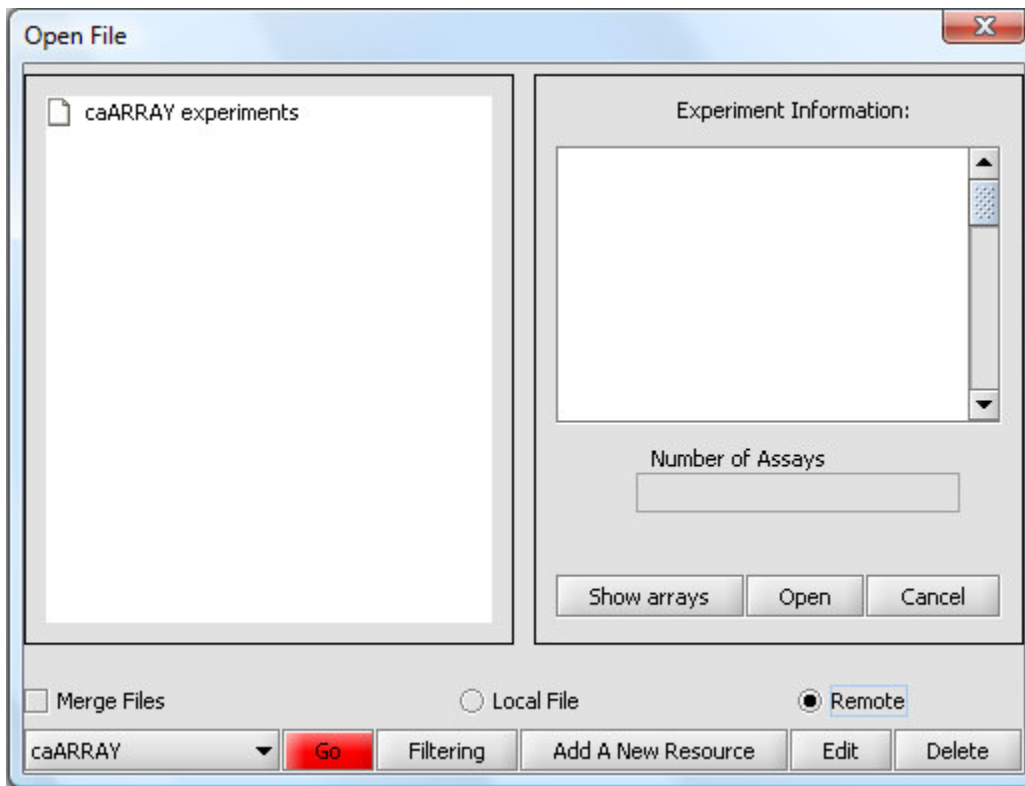 Open File
caARRAY experiments
Experiment Information:
Number of Assays
Show arrays
Open
Cancel
Merge Files
Local File
Remote
caARRAY
Go
Filtering
Add A New Resource
Edit
Delete